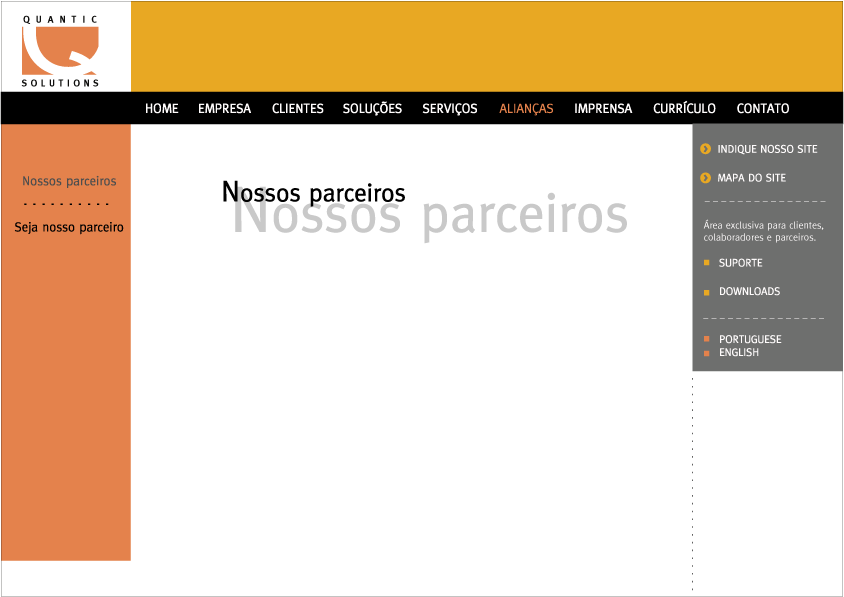 QUANTIC
SOLUTIONS
HOME EMPRESA CLIENTES SOLUÇÕES SERVIÇOS ALIANÇAS IMPRENSA CURRÍCULO CONTATO
Nossos parceiros
Seja nosso parceiro
Nossos parceiros
Nossos parceiros
INDIQUE NOSSO SITE
MAPA DO SITE
Área exclusiva para clientes,
colaboradores e parceiros.
SUPORTE
DOWNLOADS
PORTUGUESE
ENGLISH